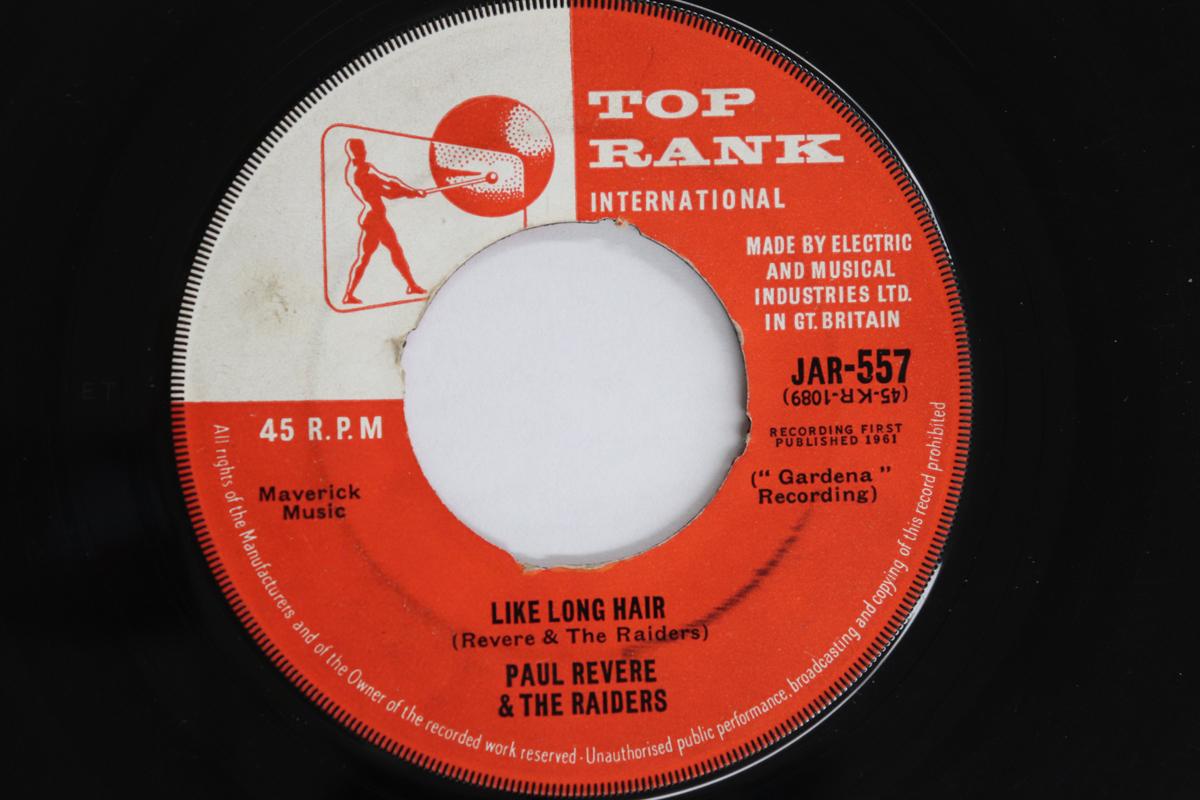 TOP
RANK
INTERNATIONAL
MADE BY ELECTRIC
AND MUSICAL
INDUSTRIES LTD.
IN GT. BRITAIN
JAR-557
(45-KR-1089)
RECORDING FIRST
PUBLISHED 1961
("Gardena"
Recording)
45 R.P.M
Maverick
Music
LIKE LONG HAIR
(Revere & The Raiders)
PAUL REVERE
& THE RAIDERS
All rights of the Manufacturers and of the Owner of the recorded work reserved · Unauthorised public performance, broadcasting and copying of this record prohibited
ET